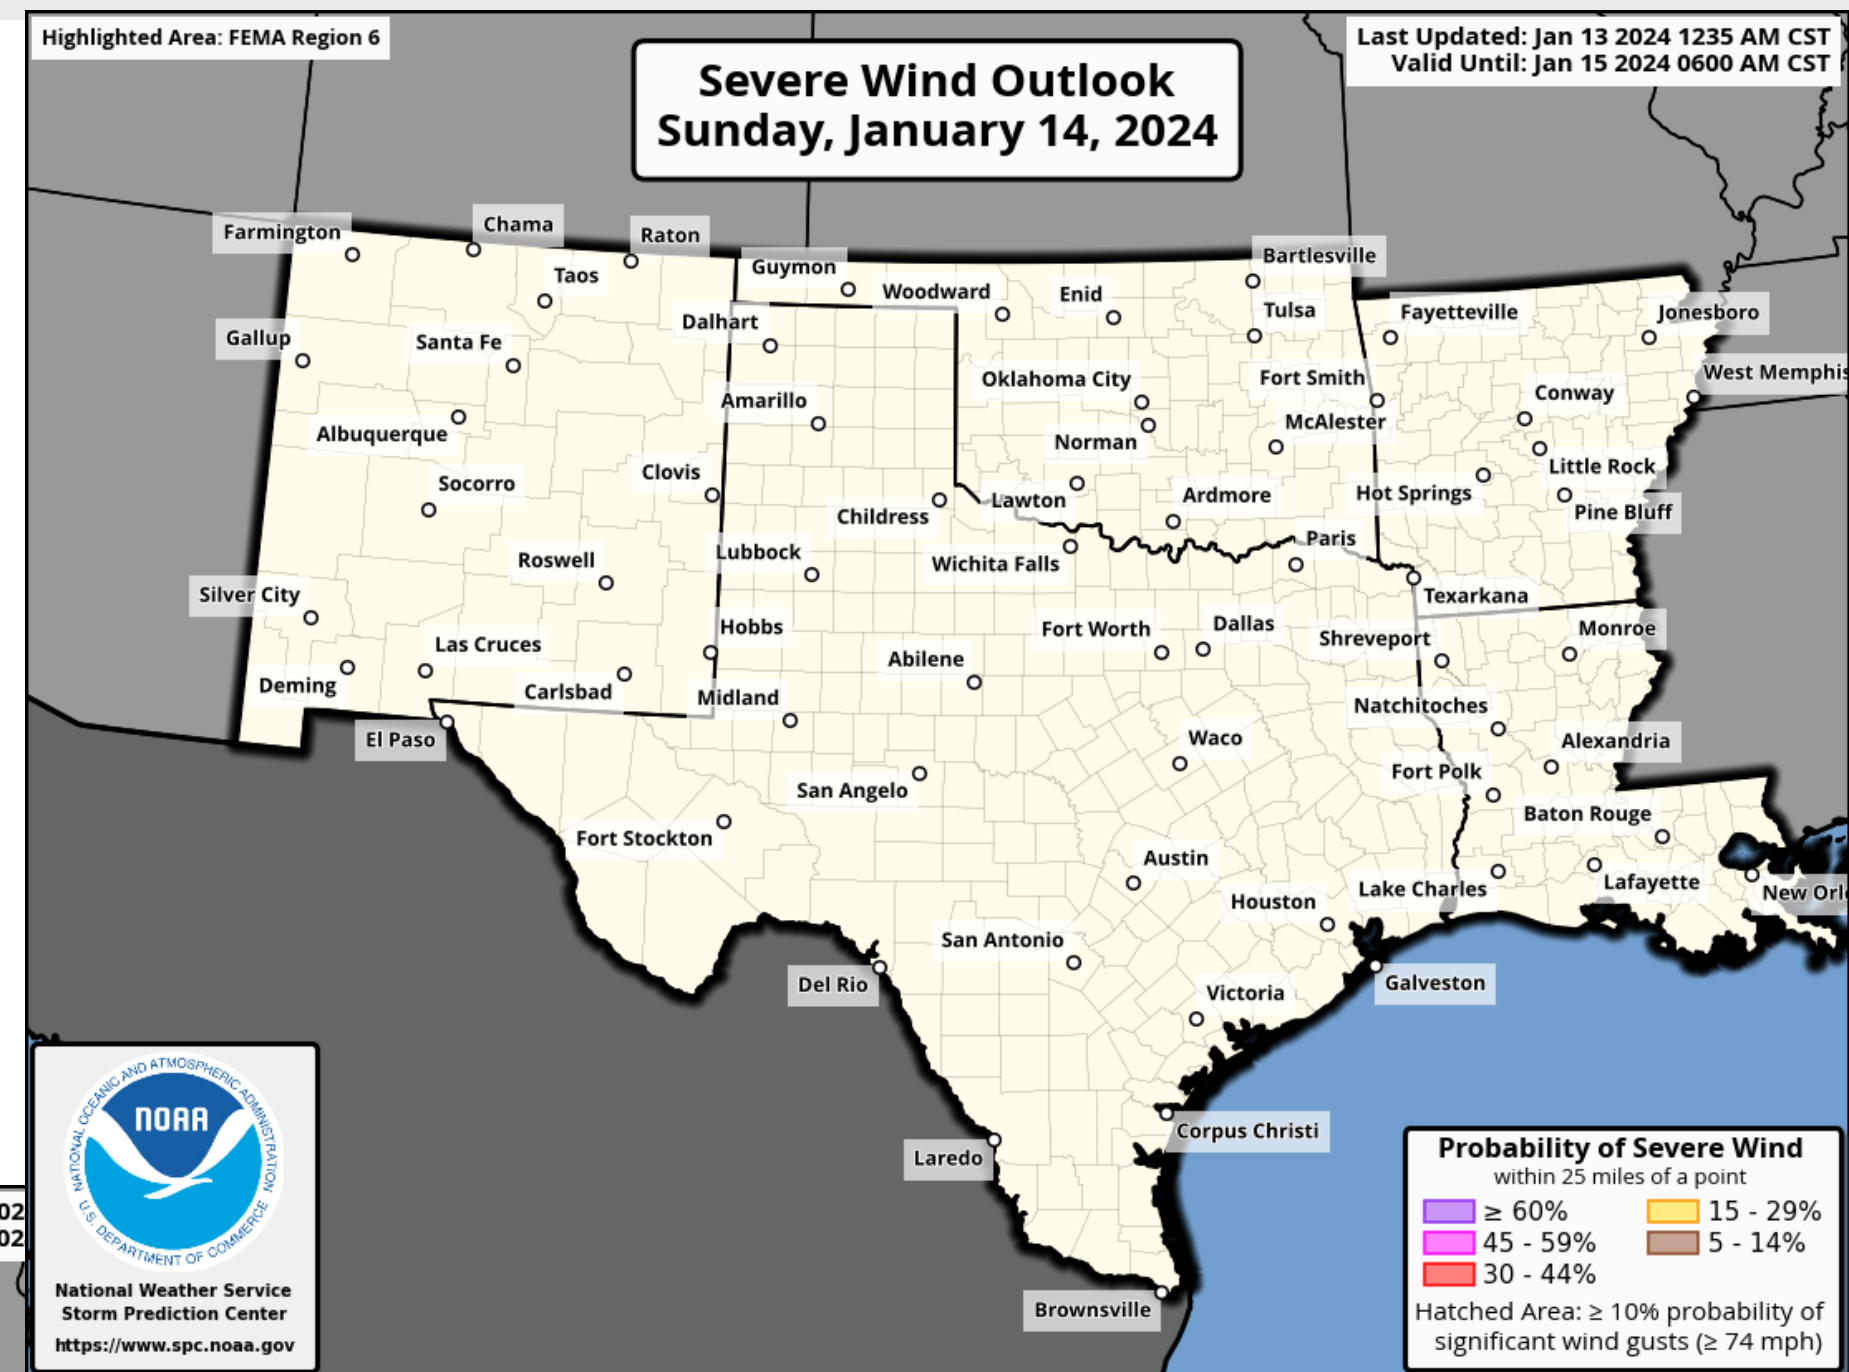 Highlighted Area: FEMA Region 6
Severe Wind Outlook
Sunday, January 14, 2024
Last Updated: Jan 13 2024 1235 AM CST
Valid Until: Jan 15 2024 0600 AM CST
Farmington
Chama
Raton
Taos
Guymon
Woodward
Enid
Bartlesville
Tulsa
Fayetteville
Jonesboro
Gallup
Santa Fe
Dalhart
Oklahoma City
Fort Smith
Conway
West Memphis
Albuquerque
Amarillo
Norman
McAlester
Little Rock
Socorro
Clovis
Childress
Lawton
Ardmore
Hot Springs
Pine Bluff
Roswell
Lubbock
Wichita Falls
Paris
Texarkana
Silver City
Hobbs
Fort Worth
Dallas
Shreveport
Monroe
Las Cruces
Abilene
Deming
Carlsbad
Midland
Natchitoches
El Paso
Waco
Alexandria
San Angelo
Fort Polk
Fort Stockton
Baton Rouge
Austin
Lake Charles
Lafayette
New Orl
Houston
San Antonio
Del Rio
Victoria
Galveston
Corpus Christi
Laredo
Brownsville
02
02
NATIONAL OCEANIC AND ATMOSPHERIC ADMINISTRATION
NOAA
U.S. DEPARTMENT OF COMMERCE
National Weather Service
Storm Prediction Center
https://www.spc.noaa.gov
Probability of Severe Wind
within 25 miles of a point
≥ 60%
15 - 29%
45 - 59%
5 - 14%
30 - 44%
Hatched Area: ≥ 10% probability of
significant wind gusts (≥ 74 mph)